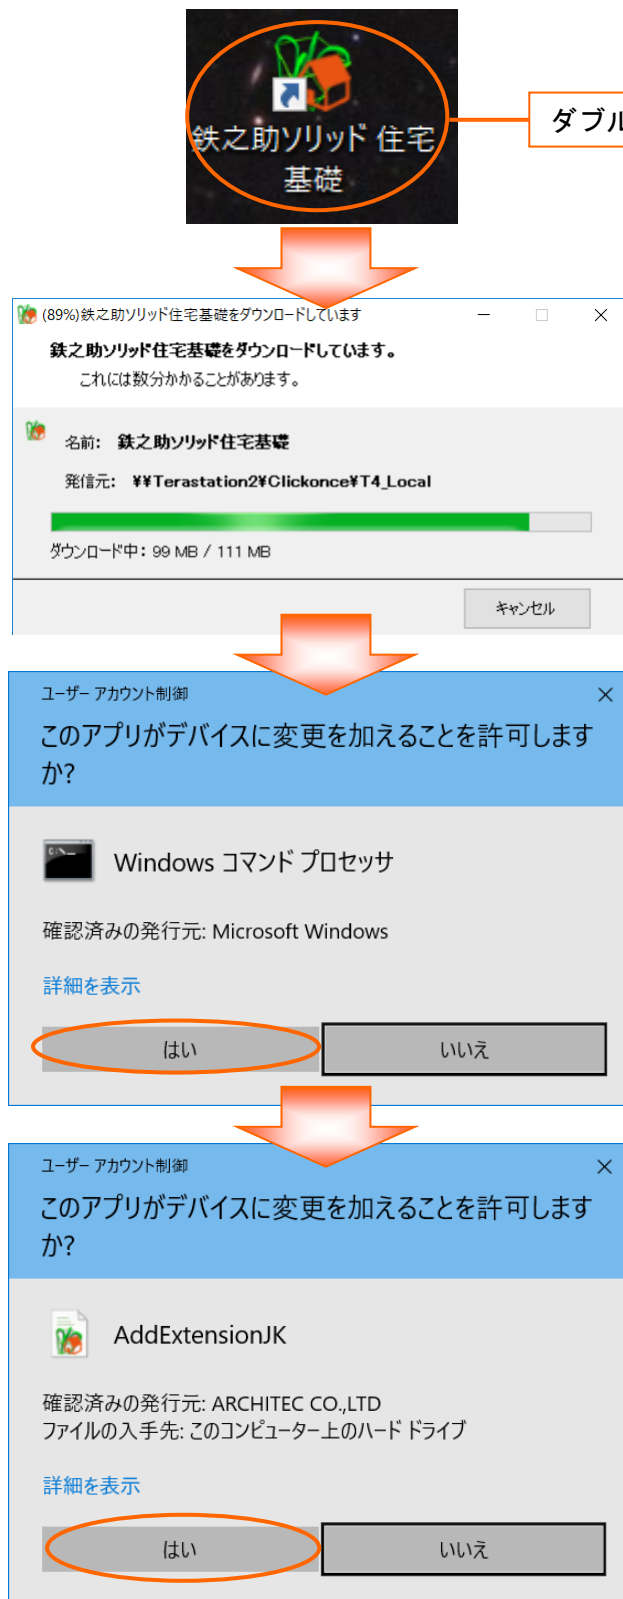 鉄之助ソリッド 住宅
基礎
ダブル
(89%)鉄之助ソリッド住宅基礎をダウンロードしています
鉄之助ソリッド住宅基礎をダウンロードしています。
これには数分かかることがあります。
名前: 鉄之助ソリッド住宅基礎
発信元: ¥¥Terastation2¥Clickonce¥T4_Local
ダウンロード中: 99 MB / 111 MB
キャンセル
ユーザー アカウント制御
このアプリがデバイスに変更を加えることを許可します
か?
Windows コマンド プロセッサ
確認済みの発行元: Microsoft Windows
詳細を表示
はい
いいえ
ユーザー アカウント制御
このアプリがデバイスに変更を加えることを許可します
か?
AddExtensionJK
確認済みの発行元: ARCHITEC CO.,LTD
ファイルの入手先: このコンピューター上のハード ドライブ
詳細を表示
はい
いいえ